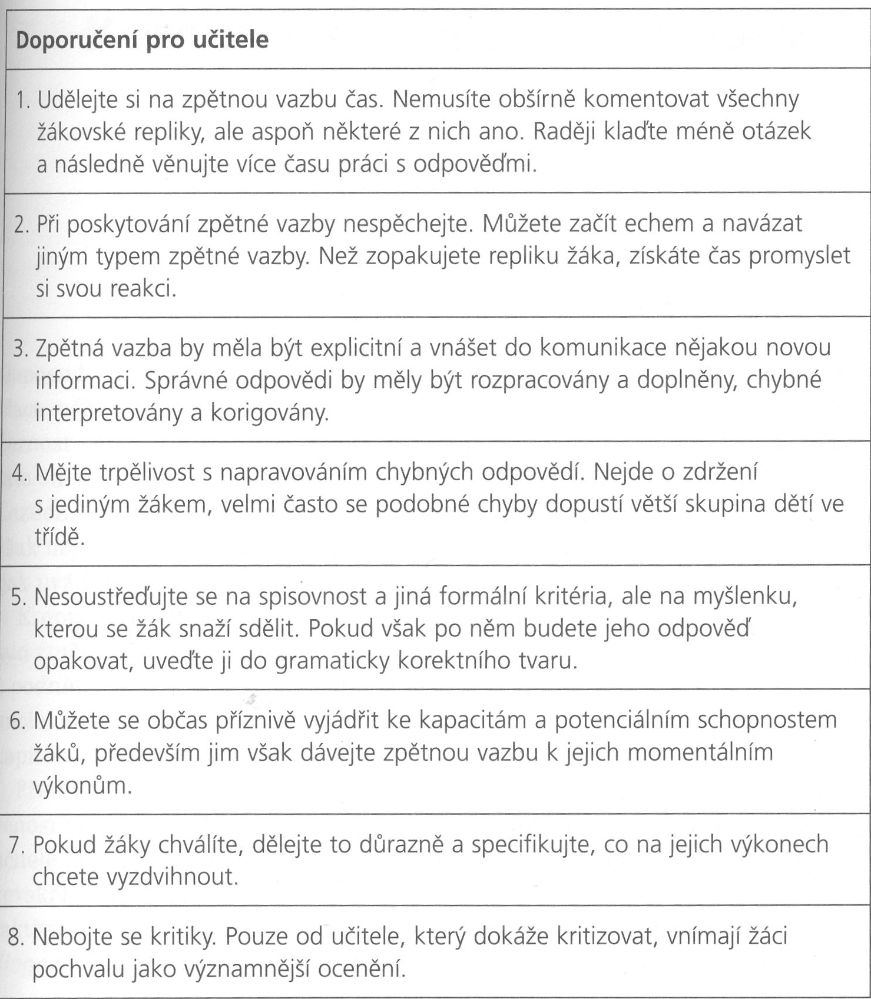 Doporučení pro učitele
1. Udělejte si na zpětnou vazbu čas. Nemusíte obšírně komentovat všechny
žákovské repliky, ale aspoň některé z nich ano. Raději klaďte méně otázek
a následně věnujte více času práci s odpověďmi.
2. Při poskytování zpětné vazby nespěchejte. Můžete začít echem a navázat
jiným typem zpětné vazby. Než zopakujete repliku žáka, získáte čas promyslet
si svou reakci.
3. Zpětná vazba by měla být explicitní a vnášet do komunikace nějakou novou
informaci. Správné odpovědi by měly být rozpracovány a doplněny, chybné
interpretovány a korigovány.
4. Mějte trpělivost s napravováním chybných odpovědí. Nejde o zdržení
s jediným žákem, velmi často se podobné chyby dopustí větší skupina dětí ve
třídě.
5. Nesoustřeďujte se na spisovnost a jiná formální kritéria, ale na myšlenku,
kterou se žák snaží sdělit. Pokud však po něm budete jeho odpověď
opakovat, uveďte ji do gramaticky korektního tvaru.
6. Můžete se občas příznivě vyjádřit ke kapacitám a potenciálním schopnostem
žáků, především jim však dávejte zpětnou vazbu k jejich momentálním
výkonům.
7. Pokud žáky chválíte, dělejte to důrazně a specifikujte, co na jejich výkonech
chcete vyzdvihnout.
8. Nebojte se kritiky. Pouze od učitele, který dokáže kritizovat, vnímají žáci
pochvalu jako významnější ocenění.